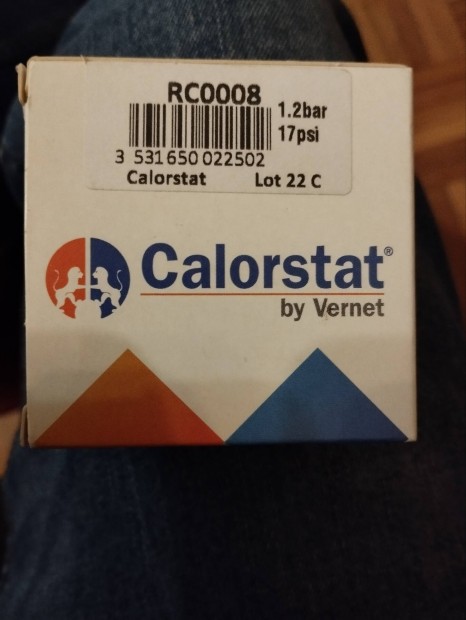 RC0008
1.2bar
17psi
3 531650 022502
Calorstat Lot 22 C
Calorstat®
by Vernet